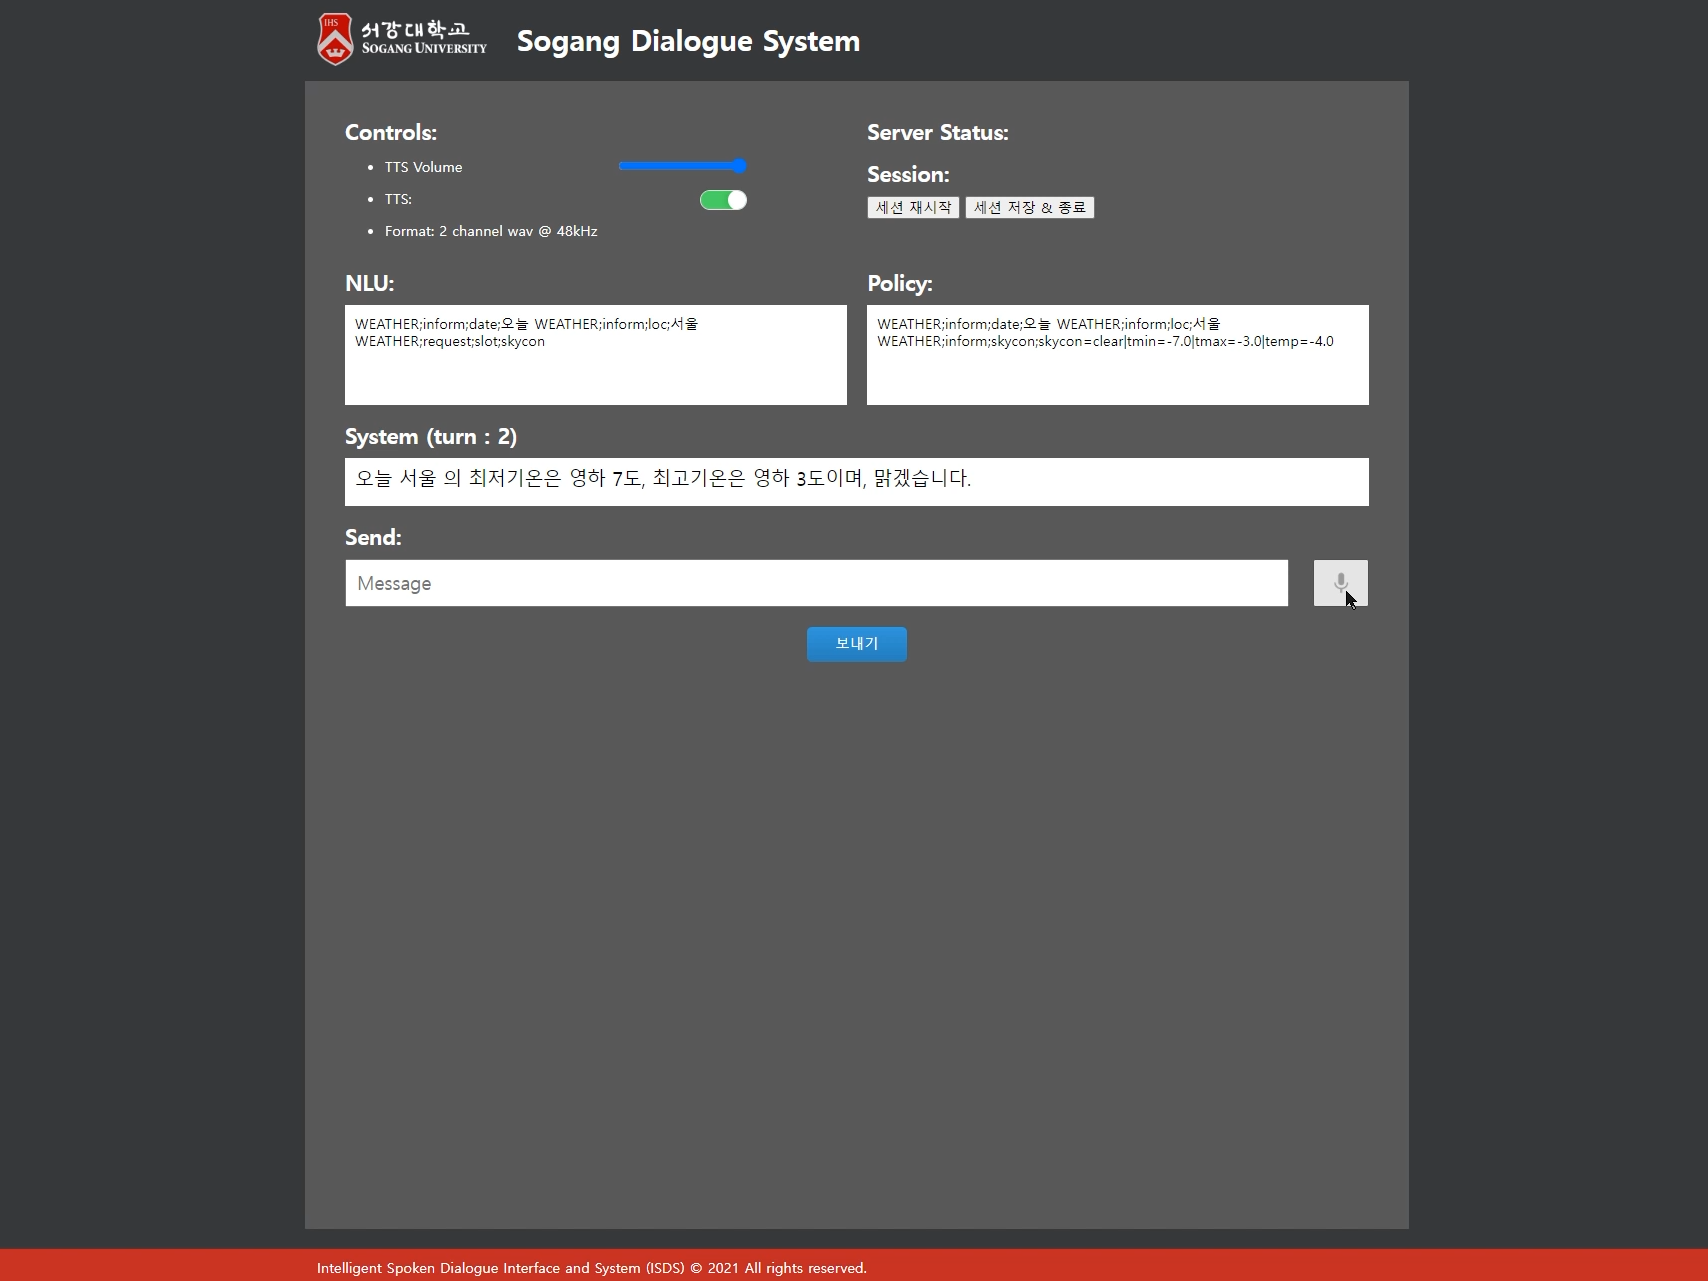 IHS
서강대학교
SOGANG UNIVERSITY
Sogang Dialogue System
Controls:
TTS Volume
TTS:
Format: 2 channel wav @ 48kHz
Server Status:
Session:
세션 재시작 세션 저장 & 종료
NLU:
WEATHER;inform;date;오늘 WEATHER;inform;loc;서울
WEATHER;request;slot;skycon
Policy:
WEATHER;inform;date;오늘 WEATHER;inform;loc;서울
WEATHER;inform;skycon;skycon=clear|tmin=-7.0|tmax=-3.0|temp=-4.0
System (turn : 2)
오늘 서울 의 최저기온은 영하 7도, 최고기온은 영하 3도이며, 맑겠습니다.
Send:
Message
보내기
Intelligent Spoken Dialogue Interface and System (ISDS) © 2021 All rights reserved.